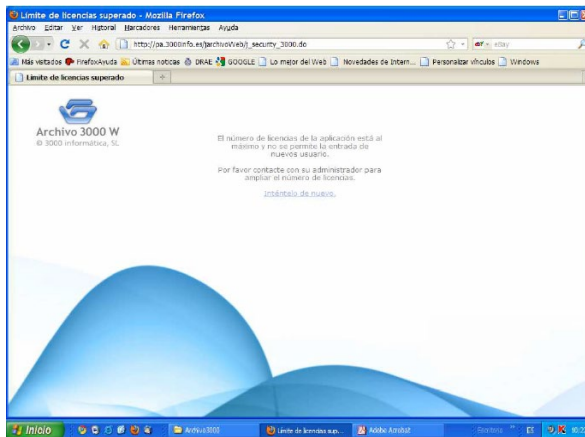 Límite de licencias superado - Mozilla Firefox
Archivo Editar Ver Historial Marcadores Herramientas Ayuda
http://pa.3000info.es/jarchivoWeb/j_security_3000.do
eBay
Más visitados FirefoxAyuda Últimas noticias DRAE GOOGLE Lo mejor del Web Novedades de Intern... Personalizar vínculos Windows
Límite de licencias superado
Archivo 3000 W
© 3000 informática, SL
El número de licencias de la aplicación está al
máximo y no se permite la entrada de
nuevos usuario.
Por favor contacte con su administrador para
ampliar el número de licencias.
Inténtalo de nuevo.
Inicio Archivo3000 Límite de licencias sup... Adobe Acrobat Escritorio ES